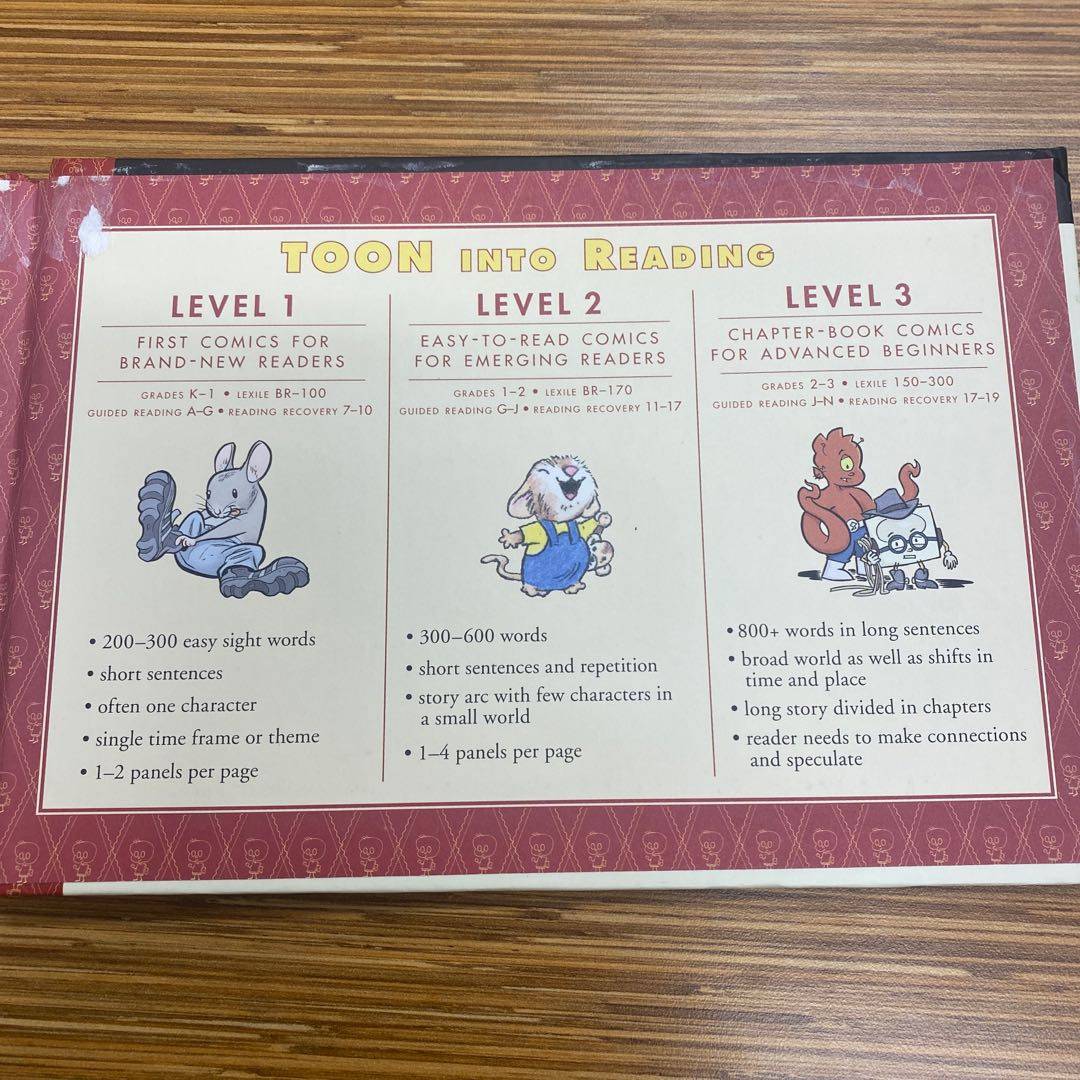 TOON INTO READING
LEVEL 1
FIRST COMICS FOR
BRAND-NEW READERS
GRADES K–1 • LEXILE BR–100
GUIDED READING A–G • READING RECOVERY 7–10
• 200–300 easy sight words
• short sentences
• often one character
• single time frame or theme
• 1–2 panels per page
LEVEL 2
EASY-TO-READ COMICS
FOR EMERGING READERS
GRADES 1–2 • LEXILE BR–170
GUIDED READING G–J • READING RECOVERY 11–17
• 300–600 words
• short sentences and repetition
• story arc with few characters in
a small world
• 1–4 panels per page
LEVEL 3
CHAPTER-BOOK COMICS
FOR ADVANCED BEGINNERS
GRADES 2–3 • LEXILE 150–300
GUIDED READING J–N • READING RECOVERY 17–19
• 800+ words in long sentences
• broad world as well as shifts in
time and place
• long story divided in chapters
• reader needs to make connections
and speculate